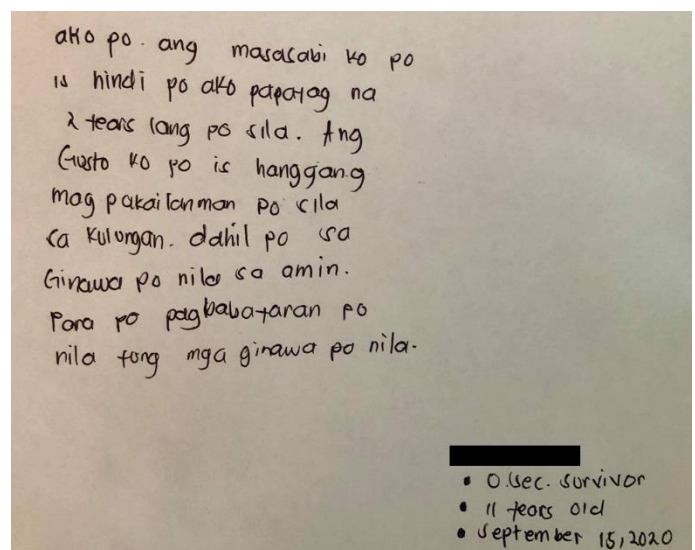 ako po. ang masasabi ko po
is hindi po ako papayag na
2 years lang po sila. Ang
Gusto ko po is hanggang
mag pakailanman po sila
sa kulungan. dahil po sa
Ginawa po nila sa amin.
Para po pagbabayaran po
nila tong mga ginawa po nila.
• O.Sec. survivor
• 11 years old
• September 15, 2020